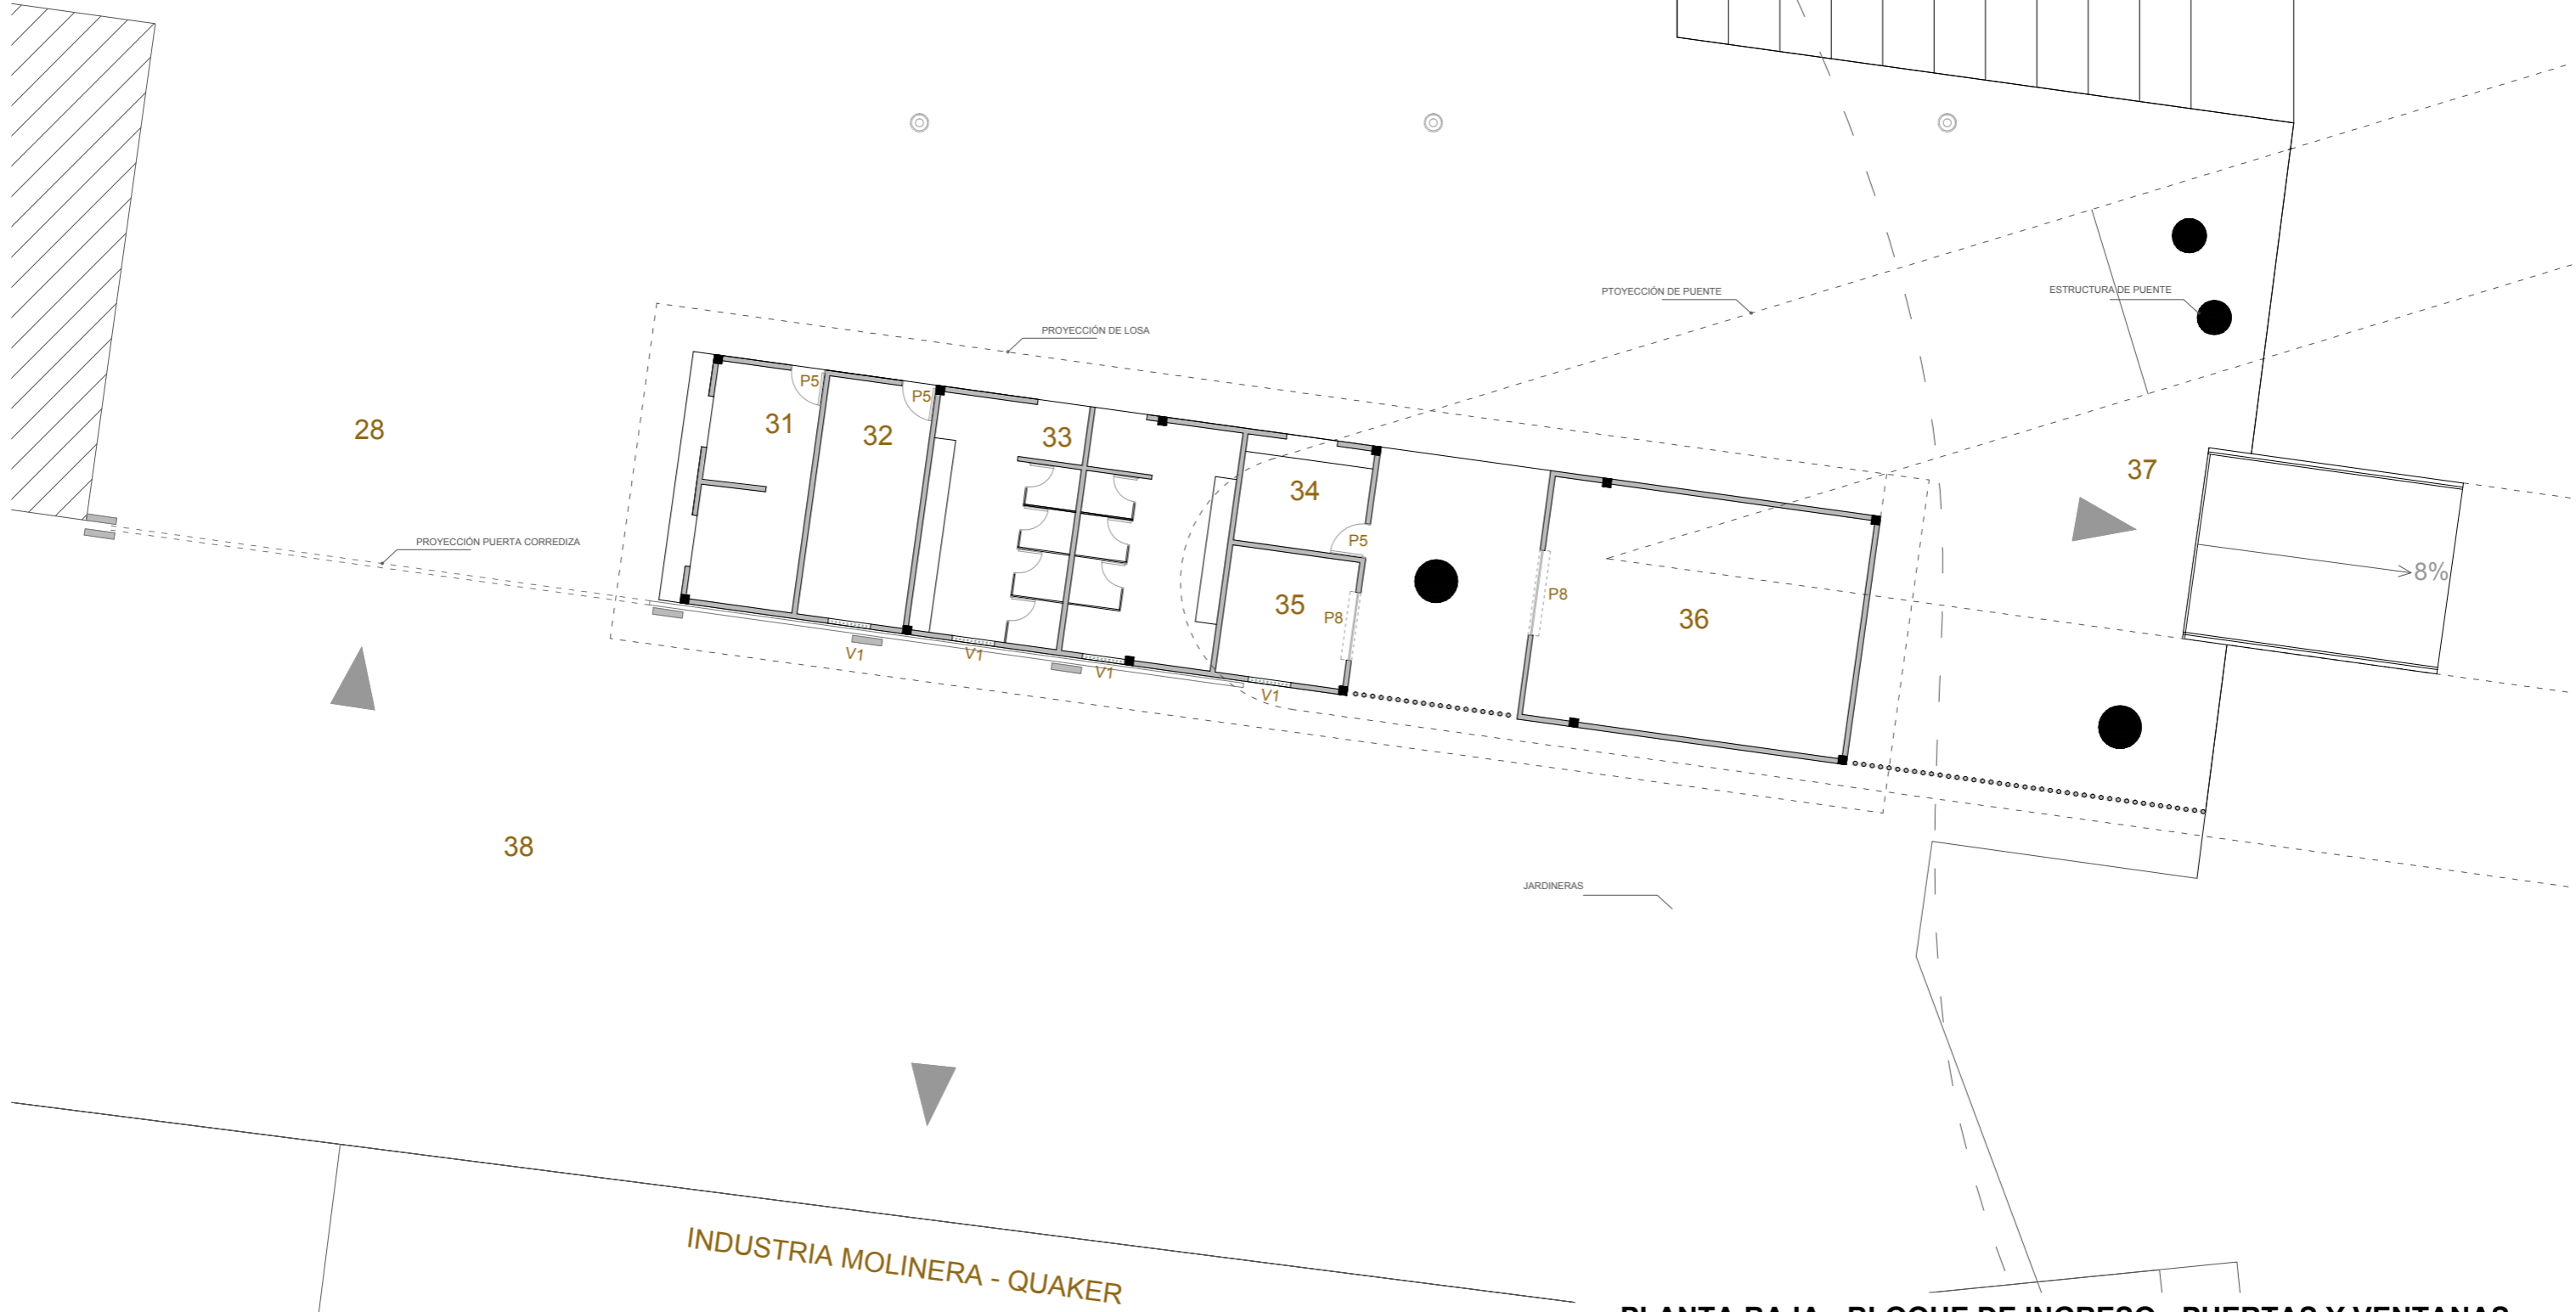 PTOYECCIÓN DE PUENTE
ESTRUCTURA DE PUENTE
PROYECCIÓN DE LOSA
P5
P5
31
32
33
28
37
34
P5
PROYECCIÓN PUERTA CORREDIZA
8%
35
P8
P8
36
V1
V1
V1
V1
38
JARDINERAS
INDUSTRIA MOLINERA - QUAKER